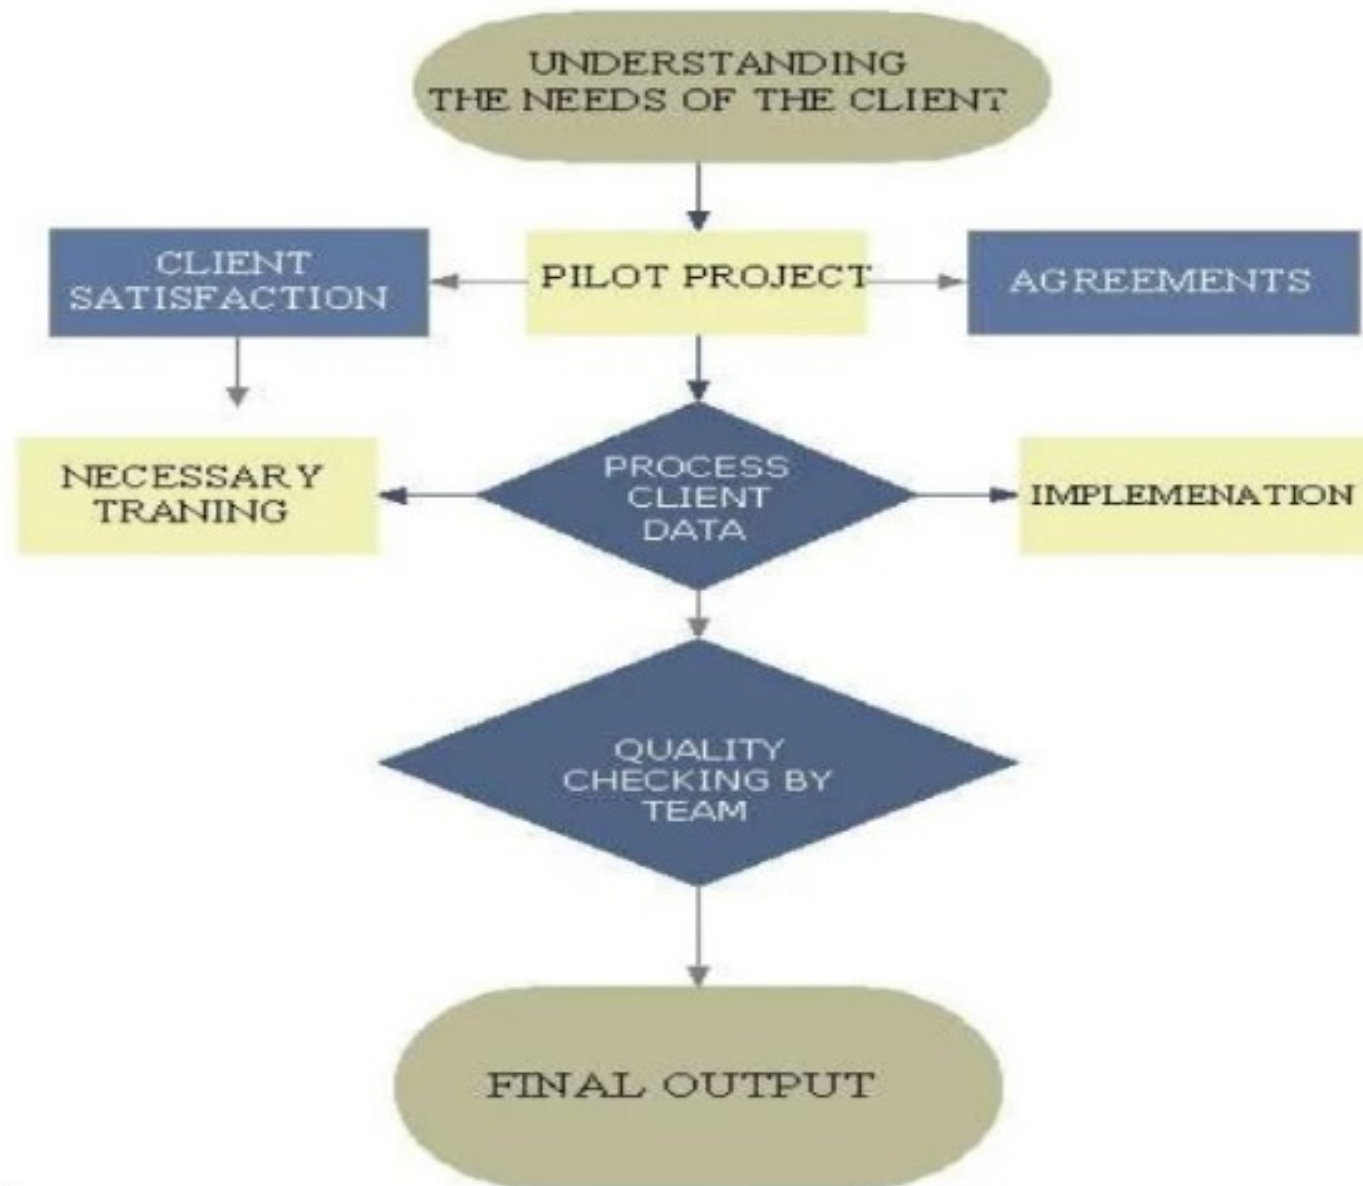 UNDERSTANDING
THE NEEDS OF THE CLIENT
CLIENT
SATISFACTION
PILOT PROJECT
AGREEMENTS
NECESSARY
TRANING
PROCESS
CLIENT
DATA
IMPLEMENATION
QUALITY
CHECKING BY
TEAM
FINAL OUTPUT